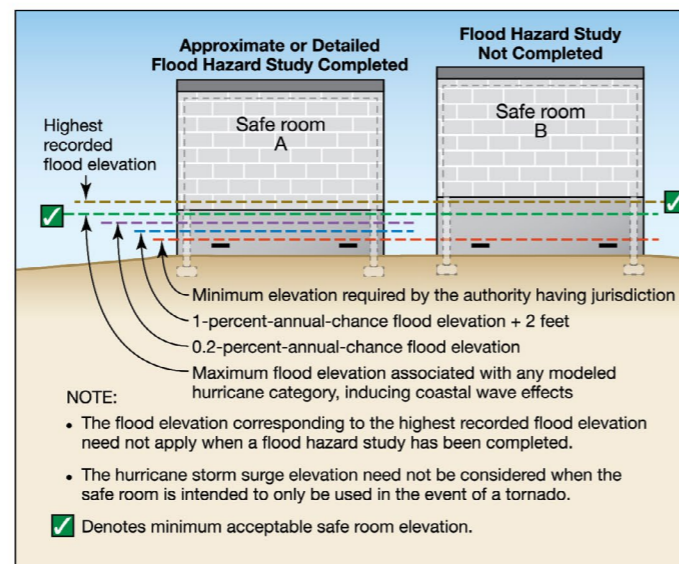 Approximate or Detailed
Flood Hazard Study Completed
Flood Hazard Study
Not Completed
Safe room
A
Safe room
B
Highest
recorded
flood elevation
Minimum elevation required by the authority having jurisdiction
1-percent-annual-chance flood elevation + 2 feet
0.2-percent-annual-chance flood elevation
Maximum flood elevation associated with any modeled
hurricane category, inducing coastal wave effects
NOTE:
• The flood elevation corresponding to the highest recorded flood elevation
need not apply when a flood hazard study has been completed.
• The hurricane storm surge elevation need not be considered when the
safe room is intended to only be used in the event of a tornado.
Denotes minimum acceptable safe room elevation.